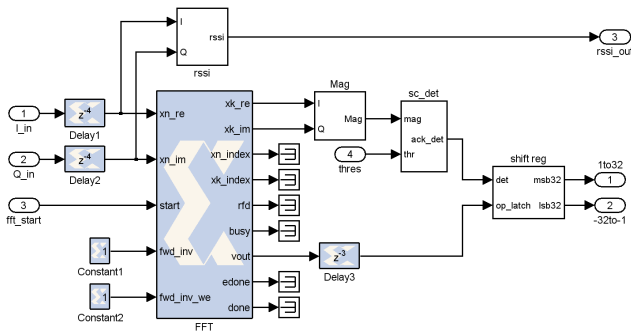 I
Q
rssi
rssi
3
rssi_out
1
I_in
z-4
Delay1
2
Q_in
z-4
Delay2
3
fft_start
1
Constant1
1
Constant2
xn_re
xn_im
start
fwd_inv
fwd_inv_we
xk_re
xk_im
xn_index
xk_index
rfd
busy
vout
edone
done
FFT
Mag
I
Q
Mag
4
thres
sc_det
mag
thr
ack_det
z-3
Delay3
shift reg
det
op_latch
msb32
lsb32
1to32
1
2
-32to-1